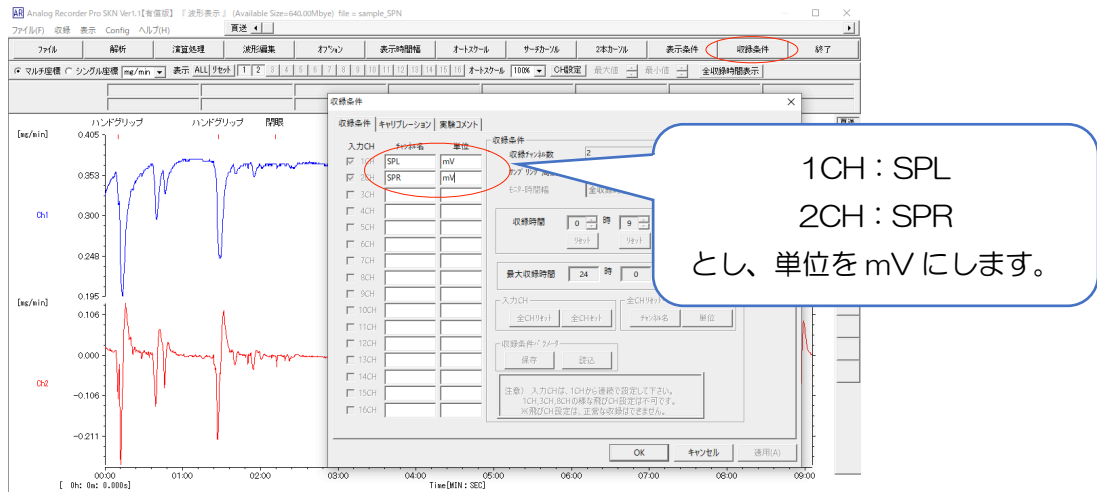 AR Analog Recorder Pro SKN Ver1.1【有償版】 『 波形表示 』 (Available Size=640.00Mbye) file = sample_SPN
ファイル(F) 収録 表示 Config ヘルプ(H) 頁送
ファイル 解析 演算処理 波形編集 オプション 表示時間幅 オートスケール サーチカーソル 2本カーソル 表示条件 収録条件 終了
マルチ座標 シングル座標 mg/min 表示 ALL リセット 1 2 3 4 5 6 7 8 9 10 11 12 13 14 15 16 オートスケール 100% CH設定 最大値 最小値 全収録時間表示
ハンドグリップ ハンドグリップ 閉眼
[mg/min]
0.405
0.353
Ch1 0.300
0.248
0.195
[mg/min]
0.106
0.000
Ch2
-0.106
-0.211
00:00 01:00 02:00 03:00 04:00 05:00 06:00 07:00 08:00 09:00
[ 0h: 0m: 0.000s] Time[MIN:SEC]
収録条件
収録条件 キャリブレーション 実験コメント
入力CH チャンネル名 単位
1CH SPL mV
2CH SPR mV
3CH
4CH
5CH
6CH
7CH
8CH
9CH
10CH
11CH
12CH
13CH
14CH
15CH
16CH
収録条件
収録チャンネル数 2
モニタ-時間幅
収録時間 0 時 9
リセット リセット
最大収録時間 24 時 0
入力CH
全CHリセット 全CHセット
チャンネル名 単位
収録条件パラメータ
保存 読込
注意) 入力CHは、1CHから連続で設定して下さい。
1CH,3CH,8CHの様な飛びCH設定は不可です。
※飛びCH設定は、正常な収録はできません。
OK キャンセル 適用(A)
1CH：SPL
2CH：SPR
とし、単位を mV にします。